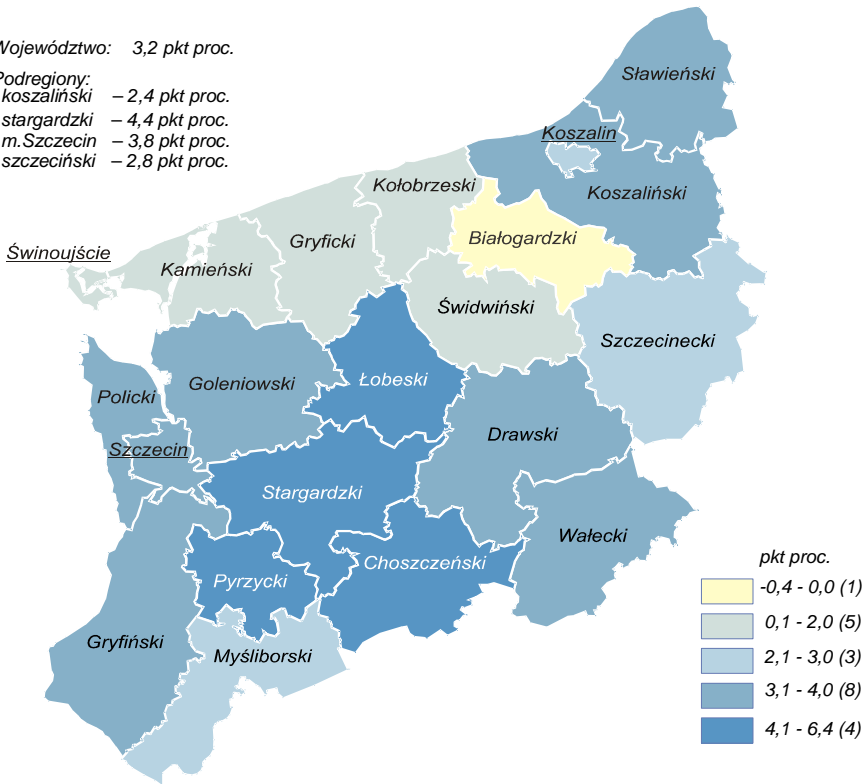 Województwo: 3,2 pkt proc.
Podregiony:
koszaliński – 2,4 pkt proc.
stargardzki – 4,4 pkt proc.
m.Szczecin – 3,8 pkt proc.
szczeciński – 2,8 pkt proc.
Sławieński
Koszalin
Kołobrzeski
Koszaliński
Białogardzki
Gryficki
Świnoujście
Kamieński
Świdwiński
Szczecinecki
Łobeski
Goleniowski
Policki
Drawski
Szczecin
Stargardzki
Wałecki
Choszczeński
Pyrzycki
Gryfiński
Myśliborski
pkt proc.
-0,4 - 0,0 (1)
0,1 - 2,0 (5)
2,1 - 3,0 (3)
3,1 - 4,0 (8)
4,1 - 6,4 (4)